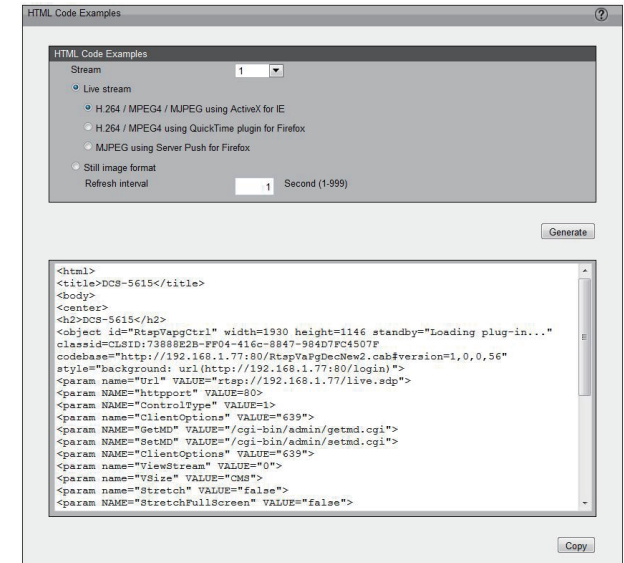 HTML Code Examples ?
HTML Code Examples
Stream 1
Live stream
H.264 / MPEG4 / MJPEG using ActiveX for IE
H.264 / MPEG4 using QuickTime plugin for Firefox
MJPEG using Server Push for Firefox
Still image format
Refresh interval 1 Second (1-999)
Generate
<html>
<title>DCS-5615</title>
<body>
<center>
<h2>DCS-5615</h2>
<object id="RtspVapgCtrl" width=1930 height=1146 standby="Loading plug-in..."
classid=CLSID:73888E2B-FF04-416c-8847-984D7FC4507F
codebase="http://192.168.1.77:80/RtspVaPgDecNew2.cab#version=1,0,0,56"
style="background: url(http://192.168.1.77:80/login)">
<param name="Url" VALUE="rtsp://192.168.1.77/live.sdp">
<param NAME="httpport" VALUE=80>
<param NAME="ControlType" VALUE=1>
<param name="ClientOptions" VALUE="639">
<param NAME="GetMD" VALUE="/cgi-bin/admin/getmd.cgi">
<param NAME="SetMD" VALUE="/cgi-bin/admin/setmd.cgi">
<param NAME="ClientOptions" VALUE="639">
<param name="ViewStream" VALUE="0">
<param name="VSize" VALUE="CMS">
<param name="Stretch" VALUE="false">
<param NAME="StretchFullScreen" VALUE="false">
Copy